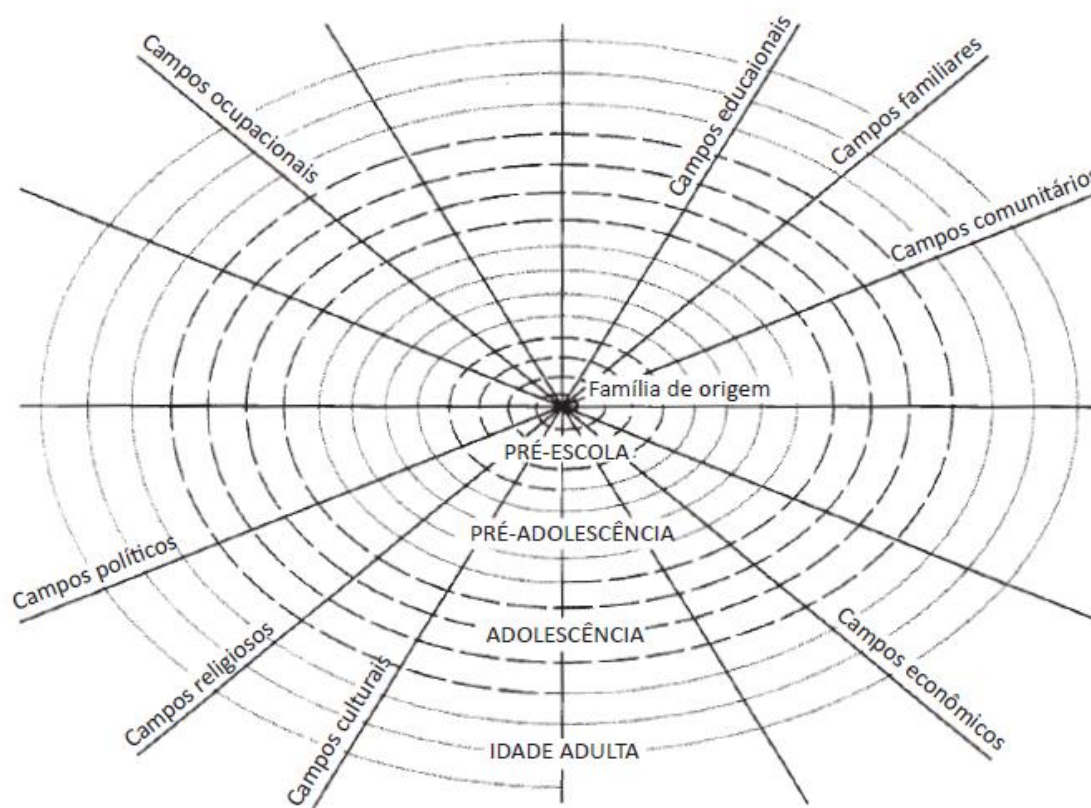 Campos ocupacionais
Campos educaionais
Campos familiares
Campos comunitários
Família de origem
PRÉ-ESCOLA
PRÉ-ADOLESCÊNCIA
Campos políticos
ADOLESCÊNCIA
Campos religiosos
Campos culturais
Campos econômicos
IDADE ADULTA